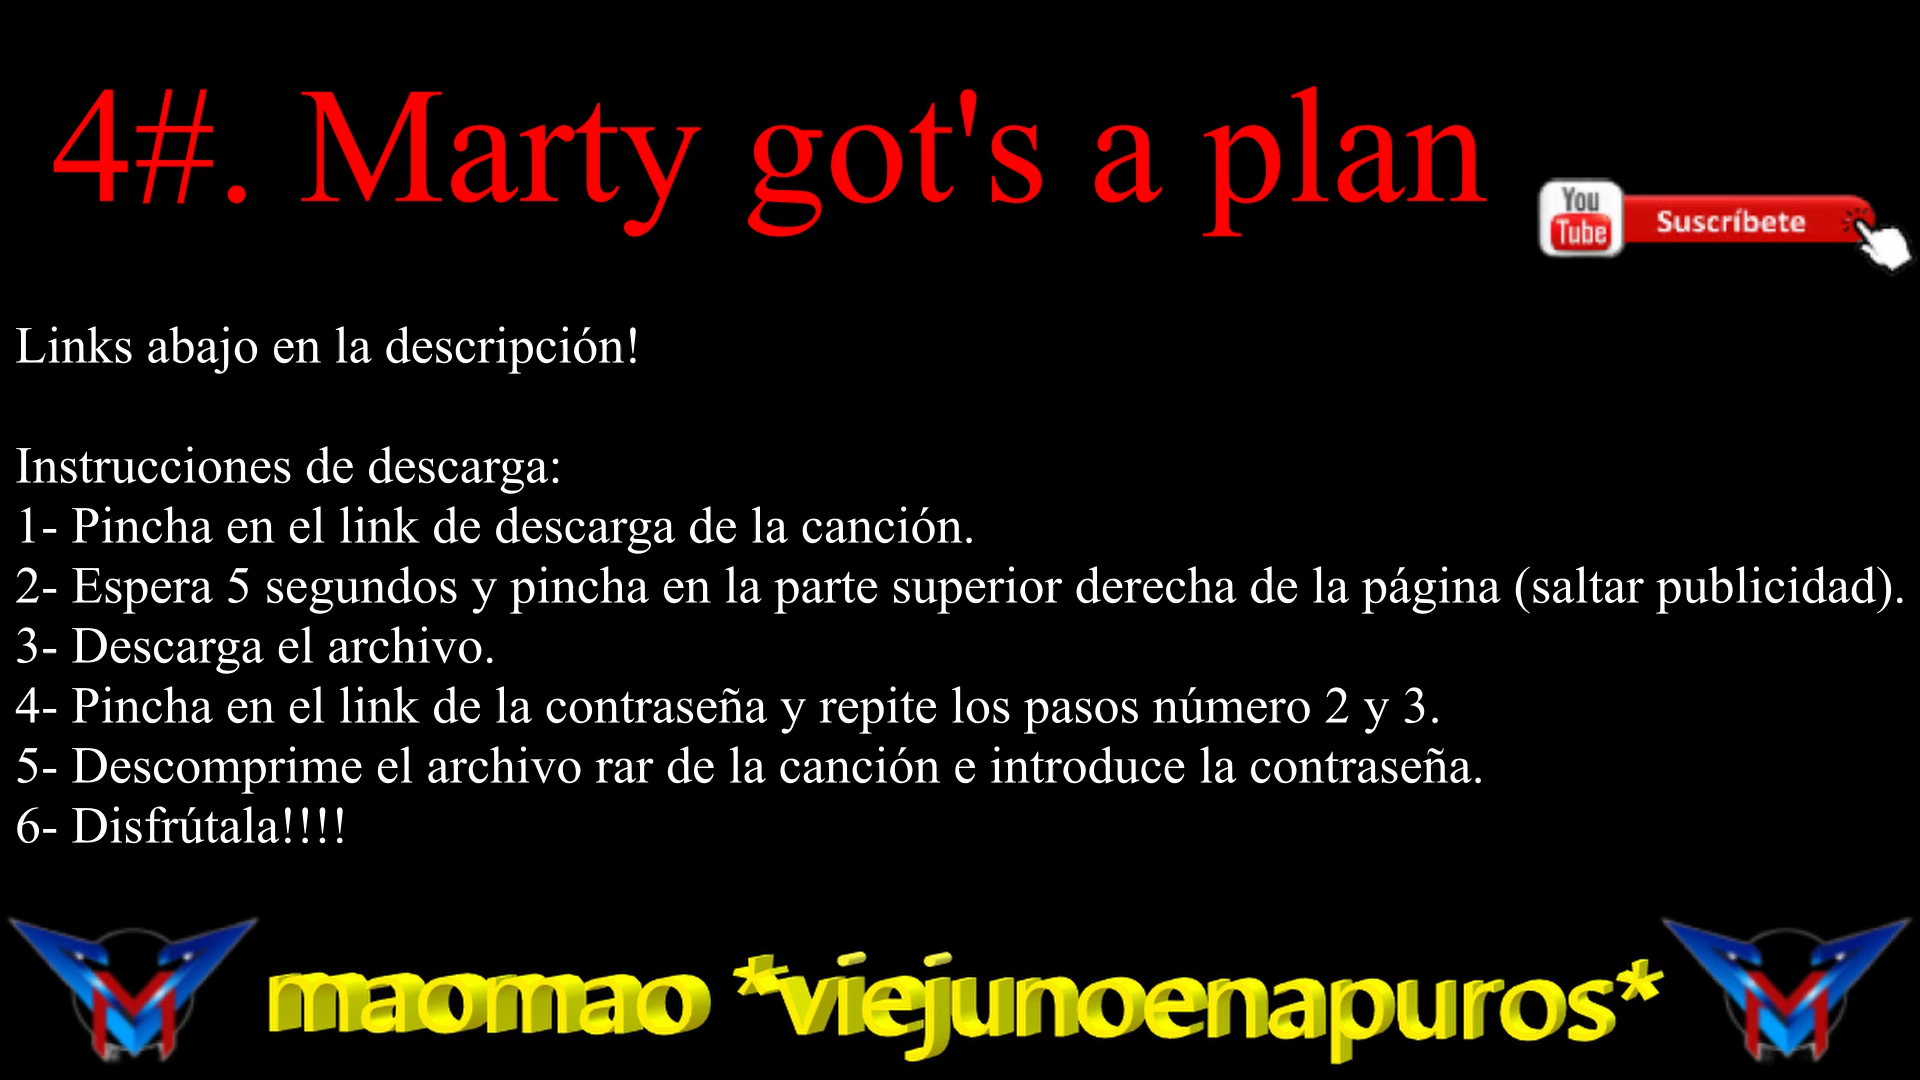 4#. Marty got's a plan
You
Tube
Suscríbete
Links abajo en la descripción!
Instrucciones de descarga:
1- Pincha en el link de descarga de la canción.
2- Espera 5 segundos y pincha en la parte superior derecha de la página (saltar publicidad).
3- Descarga el archivo.
4- Pincha en el link de la contraseña y repite los pasos número 2 y 3.
5- Descomprime el archivo rar de la canción e introduce la contraseña.
6- Disfrútala!!!!
maomao *viejunoenapuros*